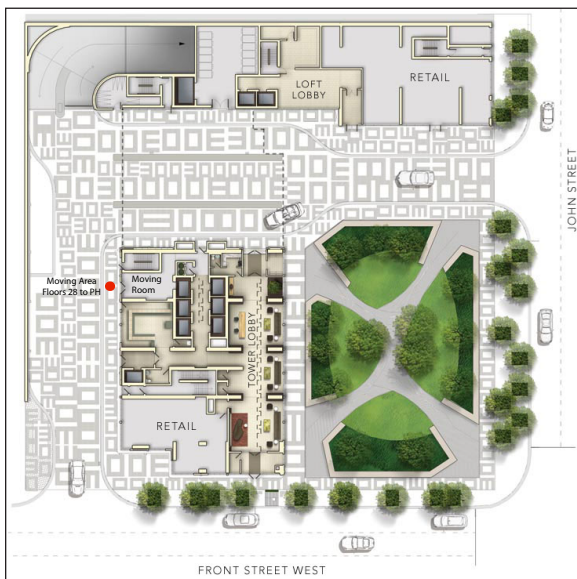 LOFT
LOBBY
RETAIL
JOHN STREET
Moving Area
Floors 28 to PH
Moving
Room
TOWER LOBBY
RETAIL
FRONT STREET WEST